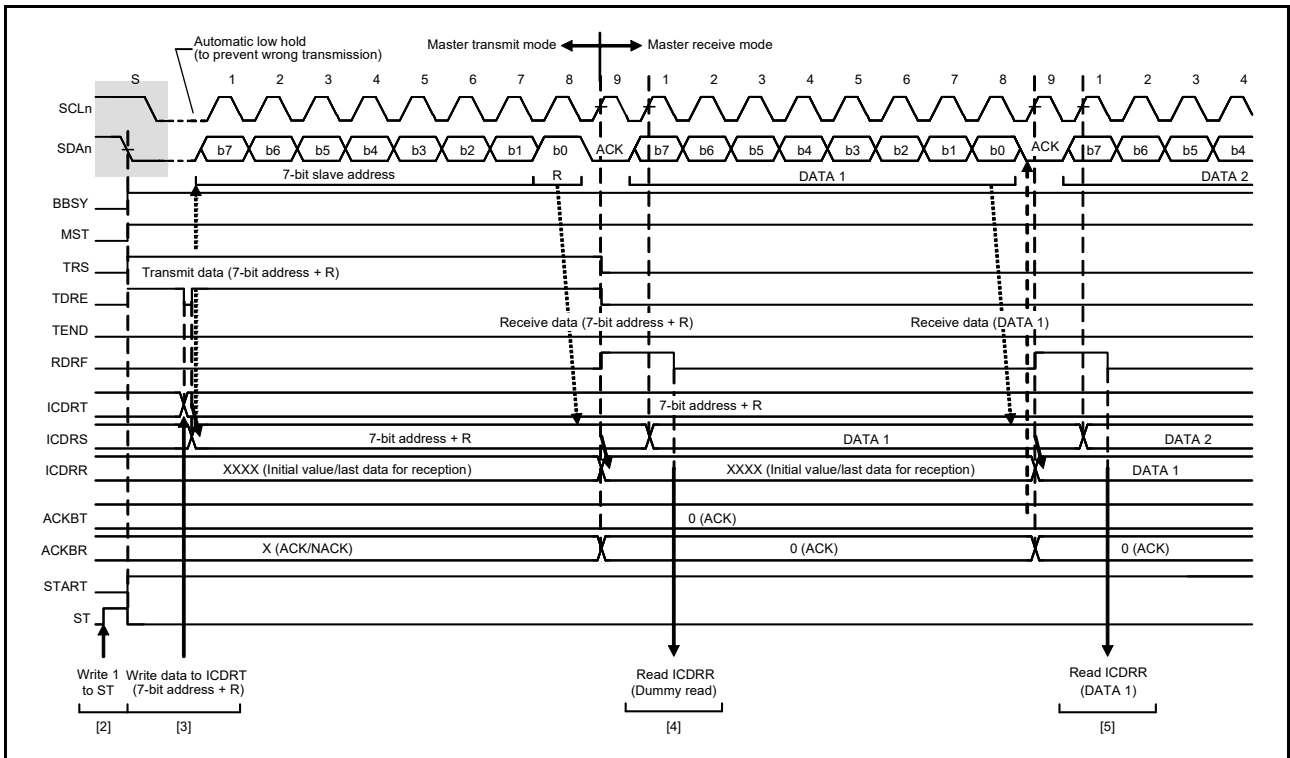 Automatic low hold
(to prevent wrong transmission)
Master transmit mode
Master receive mode
S 1 2 3 4 5 6 7 8 9 1 2 3 4 5 6 7 8 9 1 2 3 4
SCLn
SDAn b7 b6 b5 b4 b3 b2 b1 b0 ACK b7 b6 b5 b4 b3 b2 b1 b0 ACK b7 b6 b5 b4
7-bit slave address R DATA 1 DATA 2
BBSY
MST
TRS
Transmit data (7-bit address + R)
TDRE
TEND
Receive data (7-bit address + R) Receive data (DATA 1)
RDRF
ICDRT 7-bit address + R
ICDRS 7-bit address + R DATA 1 DATA 2
ICDRR XXXX (Initial value/last data for reception) XXXX (Initial value/last data for reception) DATA 1
ACKBT 0 (ACK)
ACKBR X (ACK/NACK) 0 (ACK) 0 (ACK)
START
ST
Write 1
to ST
Write data to ICDRT
(7-bit address + R)
Read ICDRR
(Dummy read)
Read ICDRR
(DATA 1)
[2] [3] [4] [5]